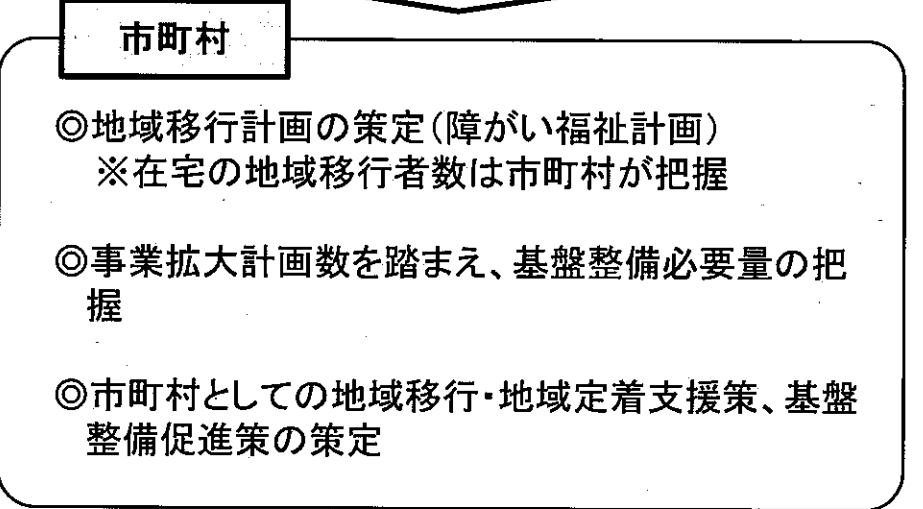 市町村
◎地域移行計画の策定(障がい福祉計画)
※在宅の地域移行者数は市町村が把握
◎事業拡大計画数を踏まえ、基盤整備必要量の把
握
◎市町村としての地域移行・地域定着支援策、基盤
整備促進策の策定